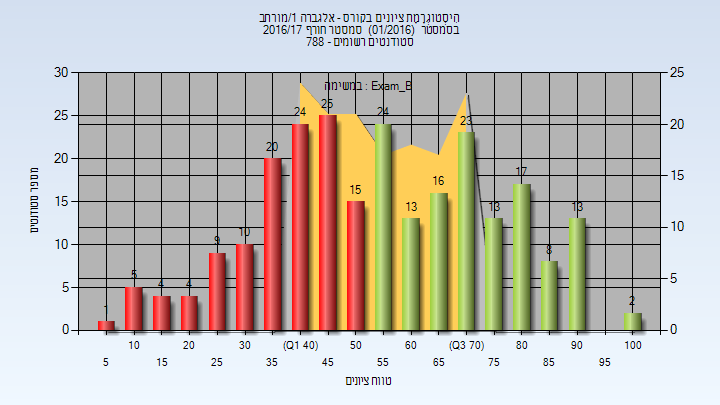 היסטוגרמת ציונים בקורס - אלגברה 1/מורחב
בסמסטר (01/2016) סמסטר חורף 2016/17
788 - סטודנטים רשומים
במשימה : Exam_B
מספר סטודנטים
30 25 20 15 10 5 0
25 20 15 10 5 0
1 5 4 4 9 10 20 24 25 15 24 13 16 23 13 17 8 13 2
10 20 30 (Q1 40) 50 60 (Q3 70) 80 90 100
5 15 25 35 45 55 65 75 85 95
טווח ציונים